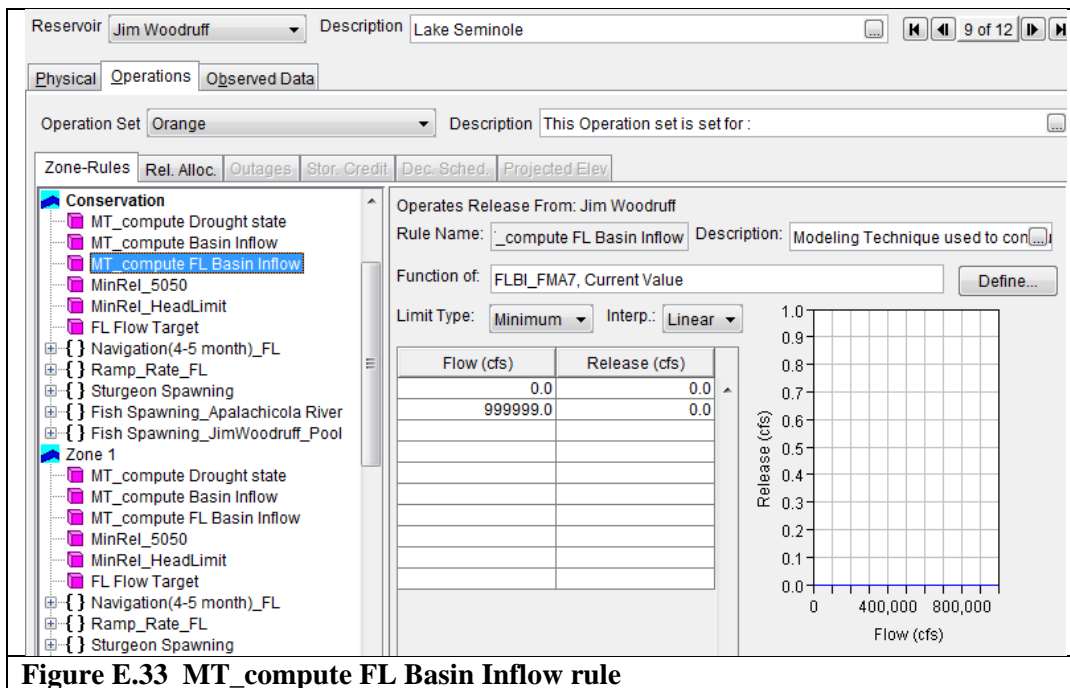 Reservoir Jim Woodruff Description Lake Seminole ... 9 of 12
Physical Operations Observed Data
Operation Set Orange Description This Operation set is set for : ...
Zone-Rules Rel. Alloc. Outages Stor. Credit Dec. Sched. Projected Elev
Conservation
MT_compute Drought state
MT_compute Basin Inflow
MT_compute FL Basin Inflow
MinRel_5050
MinRel_HeadLimit
FL Flow Target
{ } Navigation(4-5 month)_FL
{ } Ramp_Rate_FL
{ } Sturgeon Spawning
{ } Fish Spawning_Apalachicola River
{ } Fish Spawning_JimWoodruff_Pool
Zone 1
MT_compute Drought state
MT_compute Basin Inflow
MT_compute FL Basin Inflow
MinRel_5050
MinRel_HeadLimit
FL Flow Target
{ } Navigation(4-5 month)_FL
{ } Ramp_Rate_FL
{ } Sturgeon Spawning
Operates Release From: Jim Woodruff
Rule Name: _compute FL Basin Inflow Description: Modeling Technique used to con ...
Function of: FLBI_FMA7, Current Value Define...
Limit Type: Minimum Interp.: Linear
Flow (cfs) Release (cfs)
0.0 0.0
999999.0 0.0
1.0
0.9
0.8
0.7
0.6
0.5
0.4
0.3
0.2
0.1
0.0
Release (cfs)
0 400,000 800,000
Flow (cfs)
Figure E.33 MT_compute FL Basin Inflow rule